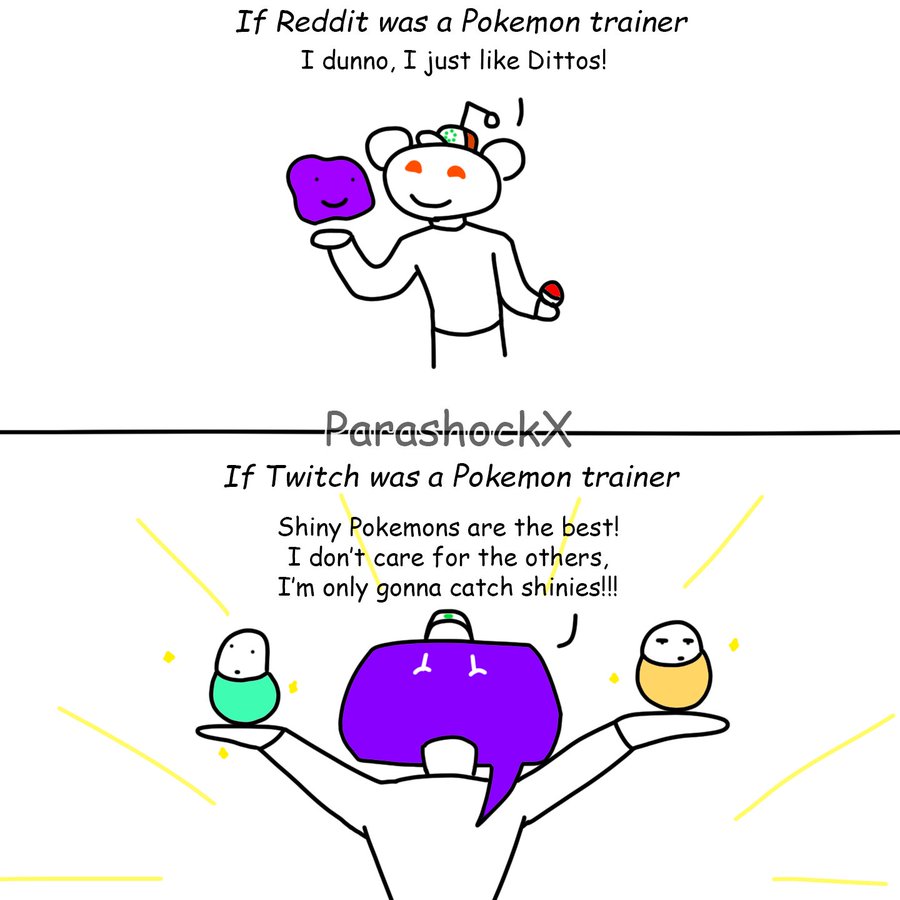 If Reddit was a Pokemon trainer
I dunno, I just like Dittos!
ParashockX
If Twitch was a Pokemon trainer
Shiny Pokemons are the best!
I don't care for the others,
I'm only gonna catch shinies!!!